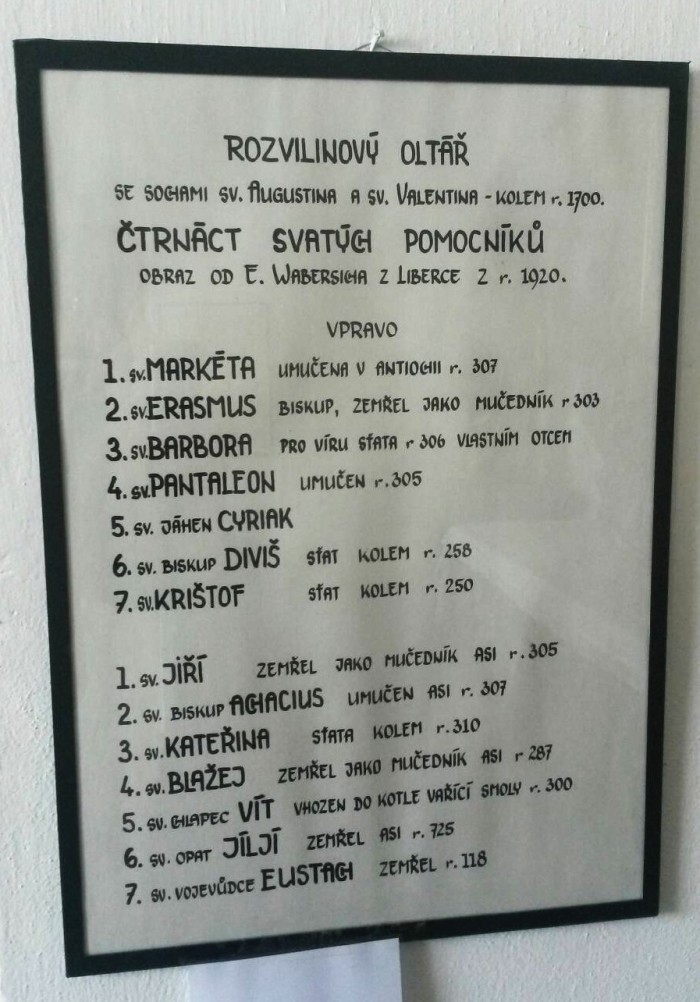 ROZVILINOVÝ OLTÁŘ
SE SOCHAMI SV. AUGUSTINA A SV. VALENTINA - KOLEM r. 1700.
ČTRNÁCT SVATÝCH POMOCNÍKŮ
OBRAZ OD E. WABERSICHA Z LIBERCE Z r. 1920.
VPRAVO
1. SV. MARKÉTA UMUČENA V ANTIOCHII r. 307
2. SV. ERASMUS BISKUP, ZEMŘEL JAKO MUČEDNÍK r 303
3. SV. BARBORA PRO VÍRU SŤATA r 306 VLASTNÍM OTCEM
4. SV. PANTALEON UMUČEN r. 305
5. SV. JÁHEN CYRIAK
6. SV. BISKUP DIVIŠ SŤAT KOLEM r. 258
7. SV. KRIŠTOF SŤAT KOLEM r. 250
1. SV. JIŘÍ ZEMŘEL JAKO MUČEDNÍK ASI r. 305
2. SV. BISKUP ACHACIUS UMUČEN ASI r. 307
3. SV. KATEŘINA SŤATA KOLEM r. 310
4. SV. BLAŽEJ ZEMŘEL JAKO MUČEDNÍK ASI r 287
5. SV. CHLAPEC VÍT VHOZEN DO KOTLE VAŘÍCÍ SMOLY r. 300
6. SV. OPAT JÍLJÍ ZEMŘEL ASI r. 725
7. SV. VOJEVŮDCE EUSTACH ZEMŘEL r. 118